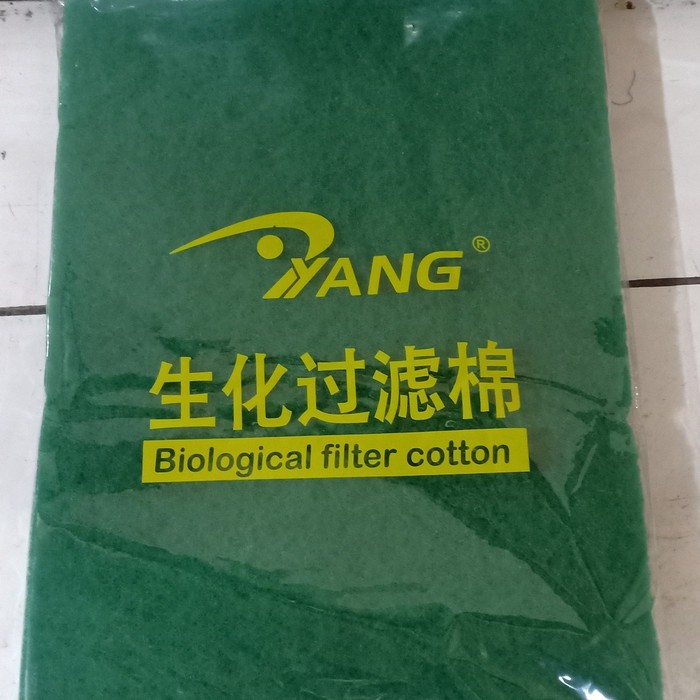 YANG®
生化过滤棉
Biological filter cotton